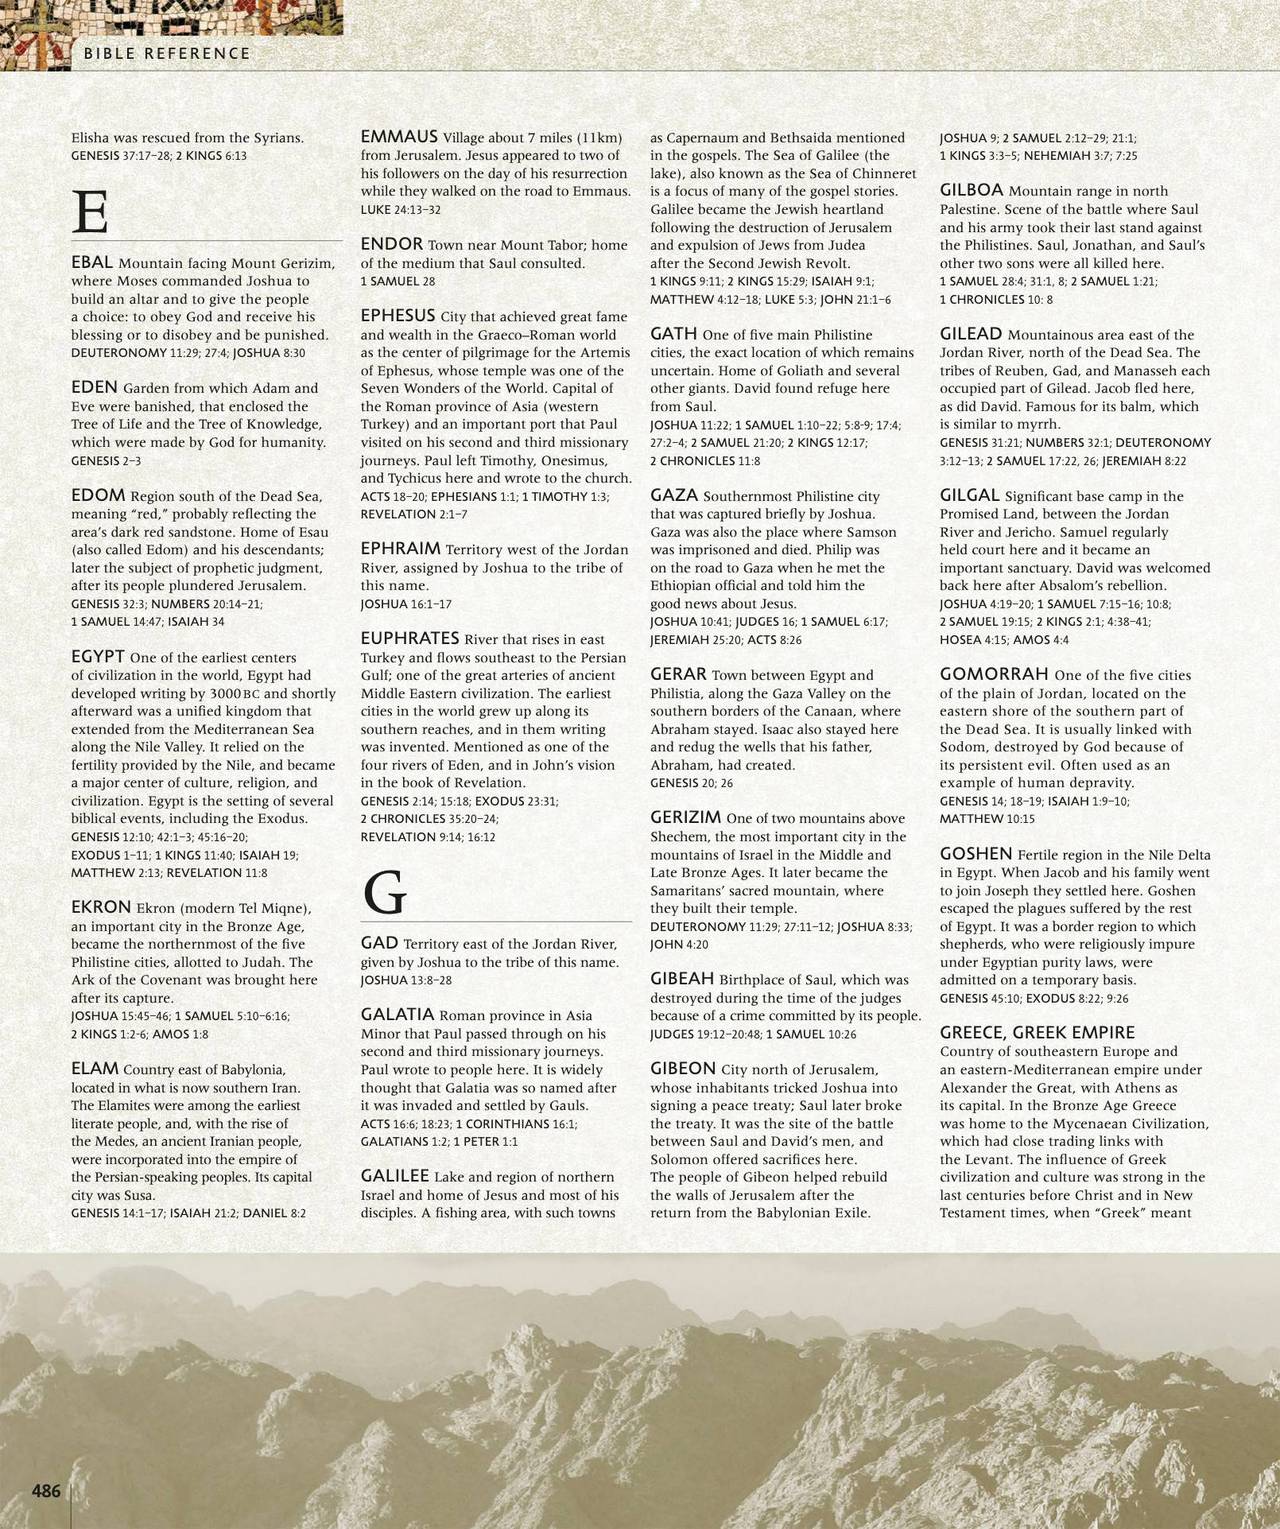 BIBLE REFERENCE
Elisha was rescued from the Syrians.
GENESIS 37:17–28; 2 KINGS 6:13
E
EBAL Mountain facing Mount Gerizim,
where Moses commanded Joshua to
build an altar and to give the people
a choice: to obey God and receive his
blessing or to disobey and be punished.
DEUTERONOMY 11:29; 27:4; JOSHUA 8:30
EDEN Garden from which Adam and
Eve were banished, that enclosed the
Tree of Life and the Tree of Knowledge,
which were made by God for humanity.
GENESIS 2–3
EDOM Region south of the Dead Sea,
meaning “red,” probably reflecting the
area’s dark red sandstone. Home of Esau
(also called Edom) and his descendants;
later the subject of prophetic judgment,
after its people plundered Jerusalem.
GENESIS 32:3; NUMBERS 20:14–21;
1 SAMUEL 14:47; ISAIAH 34
EGYPT One of the earliest centers
of civilization in the world, Egypt had
developed writing by 3000 BC and shortly
afterward was a unified kingdom that
extended from the Mediterranean Sea
along the Nile Valley. It relied on the
fertility provided by the Nile, and became
a major center of culture, religion, and
civilization. Egypt is the setting of several
biblical events, including the Exodus.
GENESIS 12:10; 42:1–3; 45:16–20;
EXODUS 1–11; 1 KINGS 11:40; ISAIAH 19;
MATTHEW 2:13; REVELATION 11:8
EKRON Ekron (modern Tel Miqne),
an important city in the Bronze Age,
became the northernmost of the five
Philistine cities, allotted to Judah. The
Ark of the Covenant was brought here
after its capture.
JOSHUA 15:45–46; 1 SAMUEL 5:10–6:16;
2 KINGS 1:2-6; AMOS 1:8
ELAM Country east of Babylonia,
located in what is now southern Iran.
The Elamites were among the earliest
literate people, and, with the rise of
the Medes, an ancient Iranian people,
were incorporated into the empire of
the Persian-speaking peoples. Its capital
city was Susa.
GENESIS 14:1–17; ISAIAH 21:2; DANIEL 8:2
EMMAUS Village about 7 miles (11km)
from Jerusalem. Jesus appeared to two of
his followers on the day of his resurrection
while they walked on the road to Emmaus.
LUKE 24:13–32
ENDOR Town near Mount Tabor; home
of the medium that Saul consulted.
1 SAMUEL 28
EPHESUS City that achieved great fame
and wealth in the Graeco–Roman world
as the center of pilgrimage for the Artemis
of Ephesus, whose temple was one of the
Seven Wonders of the World. Capital of
the Roman province of Asia (western
Turkey) and an important port that Paul
visited on his second and third missionary
journeys. Paul left Timothy, Onesimus,
and Tychicus here and wrote to the church.
ACTS 18–20; EPHESIANS 1:1; 1 TIMOTHY 1:3;
REVELATION 2:1–7
EPHRAIM Territory west of the Jordan
River, assigned by Joshua to the tribe of
this name.
JOSHUA 16:1–17
EUPHRATES River that rises in east
Turkey and flows southeast to the Persian
Gulf; one of the great arteries of ancient
Middle Eastern civilization. The earliest
cities in the world grew up along its
southern reaches, and in them writing
was invented. Mentioned as one of the
four rivers of Eden, and in John’s vision
in the book of Revelation.
GENESIS 2:14; 15:18; EXODUS 23:31;
2 CHRONICLES 35:20–24;
REVELATION 9:14; 16:12
G
GAD Territory east of the Jordan River,
given by Joshua to the tribe of this name.
JOSHUA 13:8–28
GALATIA Roman province in Asia
Minor that Paul passed through on his
second and third missionary journeys.
Paul wrote to people here. It is widely
thought that Galatia was so named after
it was invaded and settled by Gauls.
ACTS 16:6; 18:23; 1 CORINTHIANS 16:1;
GALATIANS 1:2; 1 PETER 1:1
GALILEE Lake and region of northern
Israel and home of Jesus and most of his
disciples. A fishing area, with such towns
as Capernaum and Bethsaida mentioned
in the gospels. The Sea of Galilee (the
lake), also known as the Sea of Chinneret
is a focus of many of the gospel stories.
Galilee became the Jewish heartland
following the destruction of Jerusalem
and expulsion of Jews from Judea
after the Second Jewish Revolt.
1 KINGS 9:11; 2 KINGS 15:29; ISAIAH 9:1;
MATTHEW 4:12–18; LUKE 5:3; JOHN 21:1–6
GATH One of five main Philistine
cities, the exact location of which remains
uncertain. Home of Goliath and several
other giants. David found refuge here
from Saul.
JOSHUA 11:22; 1 SAMUEL 1:10–22; 5:8-9; 17:4;
27:2–4; 2 SAMUEL 21:20; 2 KINGS 12:17;
2 CHRONICLES 11:8
GAZA Southernmost Philistine city
that was captured briefly by Joshua.
Gaza was also the place where Samson
was imprisoned and died. Philip was
on the road to Gaza when he met the
Ethiopian official and told him the
good news about Jesus.
JOSHUA 10:41; JUDGES 16; 1 SAMUEL 6:17;
JEREMIAH 25:20; ACTS 8:26
GERAR Town between Egypt and
Philistia, along the Gaza Valley on the
southern borders of the Canaan, where
Abraham stayed. Isaac also stayed here
and redug the wells that his father,
Abraham, had created.
GENESIS 20; 26
GERIZIM One of two mountains above
Shechem, the most important city in the
mountains of Israel in the Middle and
Late Bronze Ages. It later became the
Samaritans’ sacred mountain, where
they built their temple.
DEUTERONOMY 11:29; 27:11–12; JOSHUA 8:33;
JOHN 4:20
GIBEAH Birthplace of Saul, which was
destroyed during the time of the judges
because of a crime committed by its people.
JUDGES 19:12–20:48; 1 SAMUEL 10:26
GIBEON City north of Jerusalem,
whose inhabitants tricked Joshua into
signing a peace treaty; Saul later broke
the treaty. It was the site of the battle
between Saul and David’s men, and
Solomon offered sacrifices here.
The people of Gibeon helped rebuild
the walls of Jerusalem after the
return from the Babylonian Exile.
JOSHUA 9; 2 SAMUEL 2:12–29; 21:1;
1 KINGS 3:3–5; NEHEMIAH 3:7; 7:25
GILBOA Mountain range in north
Palestine. Scene of the battle where Saul
and his army took their last stand against
the Philistines. Saul, Jonathan, and Saul’s
other two sons were all killed here.
1 SAMUEL 28:4; 31:1, 8; 2 SAMUEL 1:21;
1 CHRONICLES 10: 8
GILEAD Mountainous area east of the
Jordan River, north of the Dead Sea. The
tribes of Reuben, Gad, and Manasseh each
occupied part of Gilead. Jacob fled here,
as did David. Famous for its balm, which
is similar to myrrh.
GENESIS 31:21; NUMBERS 32:1; DEUTERONOMY
3:12–13; 2 SAMUEL 17:22, 26; JEREMIAH 8:22
GILGAL Significant base camp in the
Promised Land, between the Jordan
River and Jericho. Samuel regularly
held court here and it became an
important sanctuary. David was welcomed
back here after Absalom’s rebellion.
JOSHUA 4:19–20; 1 SAMUEL 7:15–16; 10:8;
2 SAMUEL 19:15; 2 KINGS 2:1; 4:38–41;
HOSEA 4:15; AMOS 4:4
GOMORRAH One of the five cities
of the plain of Jordan, located on the
eastern shore of the southern part of
the Dead Sea. It is usually linked with
Sodom, destroyed by God because of
its persistent evil. Often used as an
example of human depravity.
GENESIS 14; 18–19; ISAIAH 1:9–10;
MATTHEW 10:15
GOSHEN Fertile region in the Nile Delta
in Egypt. When Jacob and his family went
to join Joseph they settled here. Goshen
escaped the plagues suffered by the rest
of Egypt. It was a border region to which
shepherds, who were religiously impure
under Egyptian purity laws, were
admitted on a temporary basis.
GENESIS 45:10; EXODUS 8:22; 9:26
GREECE, GREEK EMPIRE
Country of southeastern Europe and
an eastern-Mediterranean empire under
Alexander the Great, with Athens as
its capital. In the Bronze Age Greece
was home to the Mycenaean Civilization,
which had close trading links with
the Levant. The influence of Greek
civilization and culture was strong in the
last centuries before Christ and in New
Testament times, when “Greek” meant
486